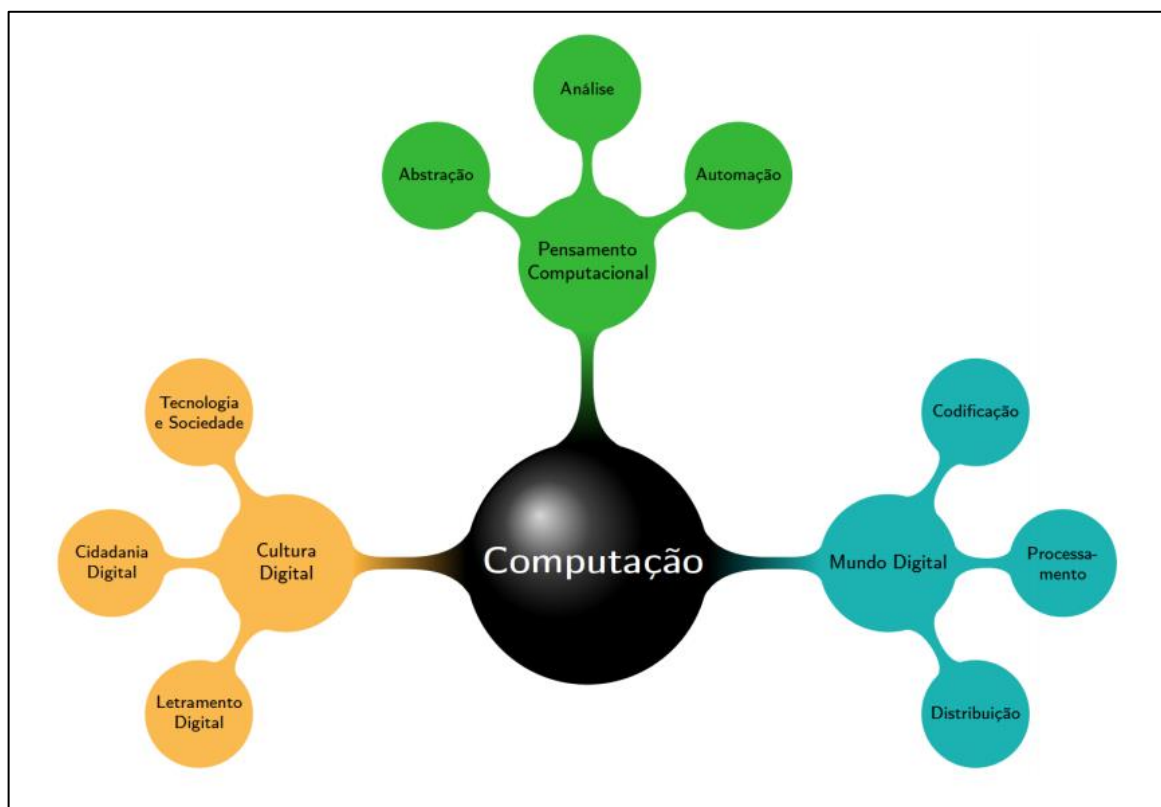 Análise
Abstração
Automação
Pensamento
Computacional
Tecnologia
e Sociedade
Codificação
Cidadania
Digital
Cultura
Digital
Computação
Mundo Digital
Processa-
mento
Letramento
Digital
Distribuição